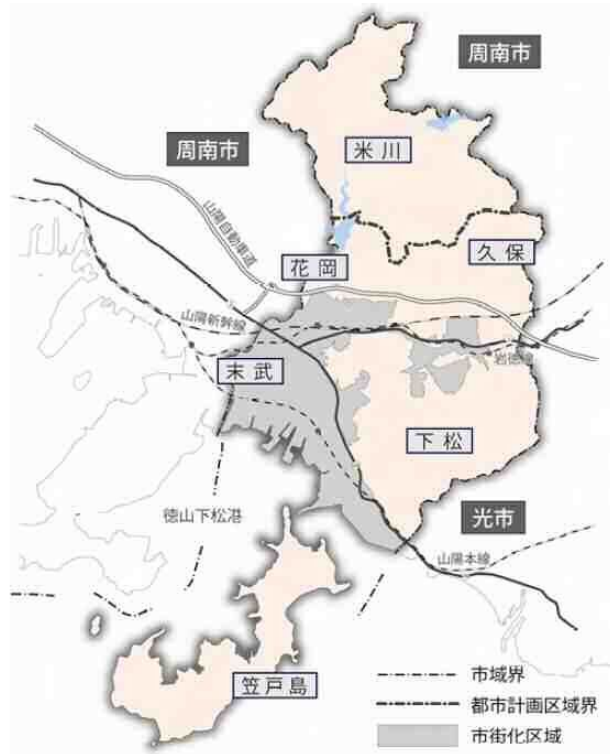 周南市
周南市
米川
山陽自動車道
久保
花岡
山陽新幹線
岩徳線
末武
下松
徳山下松港
光市
山陽本線
笠戸島
市域界
都市計画区域界
市街化区域